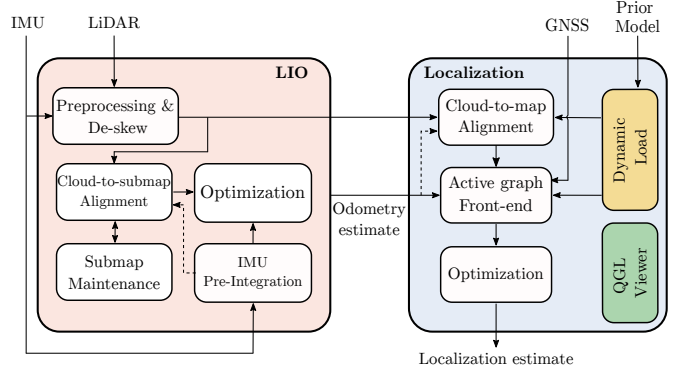 IMU
LiDAR
GNSS
Prior
Model
LIO
Preprocessing &
De-skew
Cloud-to-submap
Alignment
Optimization
Submap
Maintenance
IMU
Pre-Integration
Odometry
estimate
Localization
Cloud-to-map
Alignment
Active graph
Front-end
Optimization
Dynamic
Load
QGL
Viewer
Localization estimate